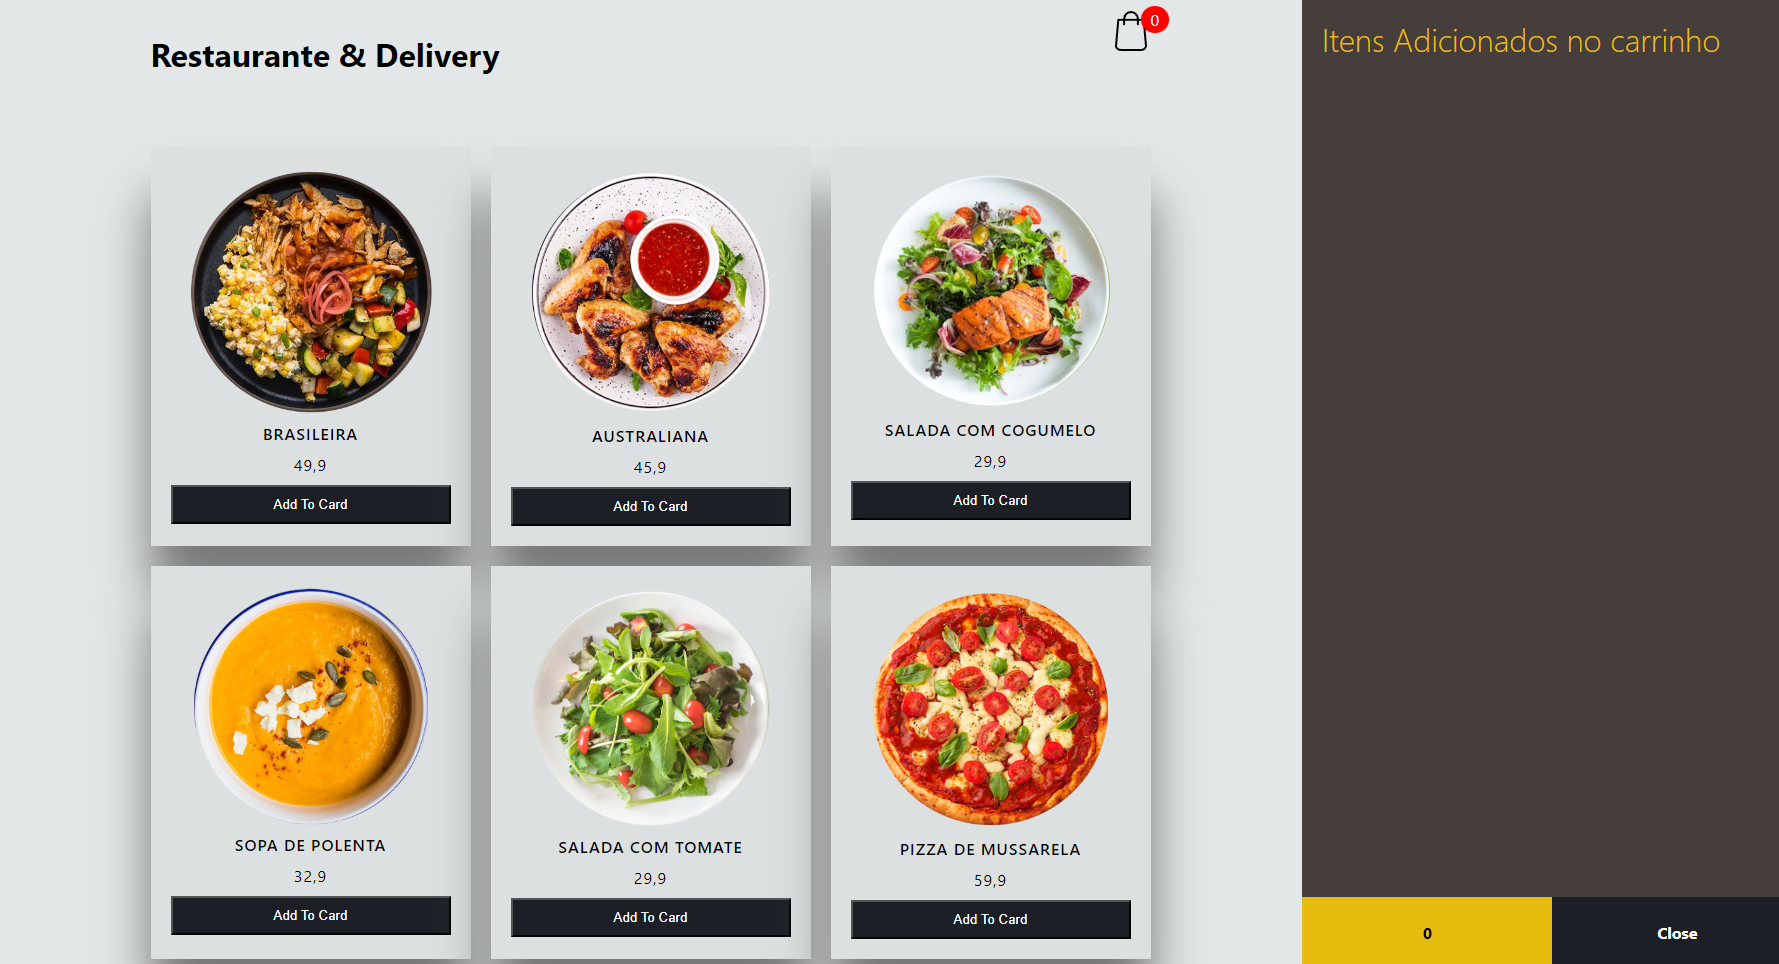 Restaurante & Delivery
0
Itens Adicionados no carrinho
BRASILEIRA
49,9
Add To Card
AUSTRALIANA
45,9
Add To Card
SALADA COM COGUMELO
29,9
Add To Card
SOPA DE POLENTA
32,9
Add To Card
SALADA COM TOMATE
29,9
Add To Card
PIZZA DE MUSSARELA
59,9
Add To Card
0
Close